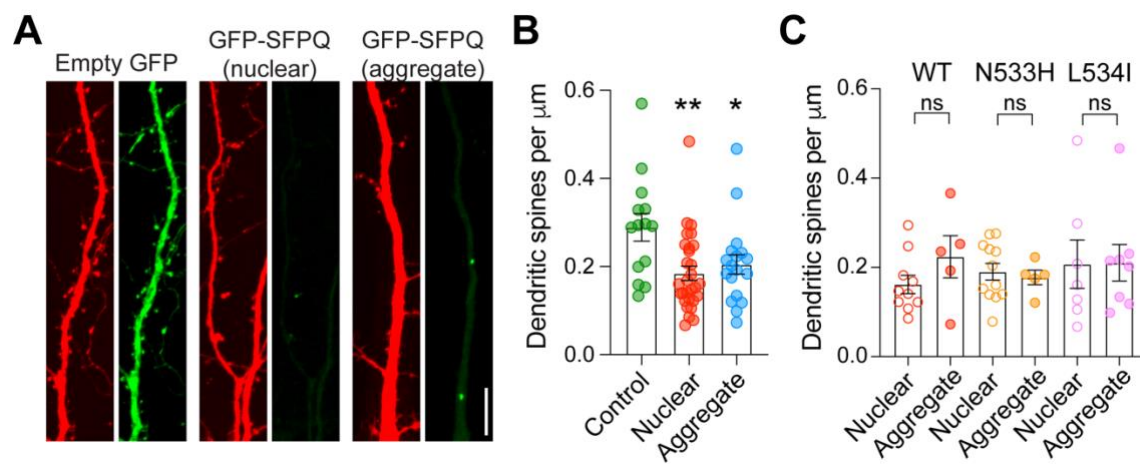 A
Empty GFP
GFP-SFPQ
(nuclear)
GFP-SFPQ
(aggregate)
B
Dendritic spines per μm
0.6
0.4
0.2
0.0
**
*
Control
Nuclear
Aggregate
C
Dendritic spines per μm
0.6
0.4
0.2
0.0
WT
N533H
L534I
ns
ns
ns
Nuclear
Aggregate
Nuclear
Aggregate
Nuclear
Aggregate